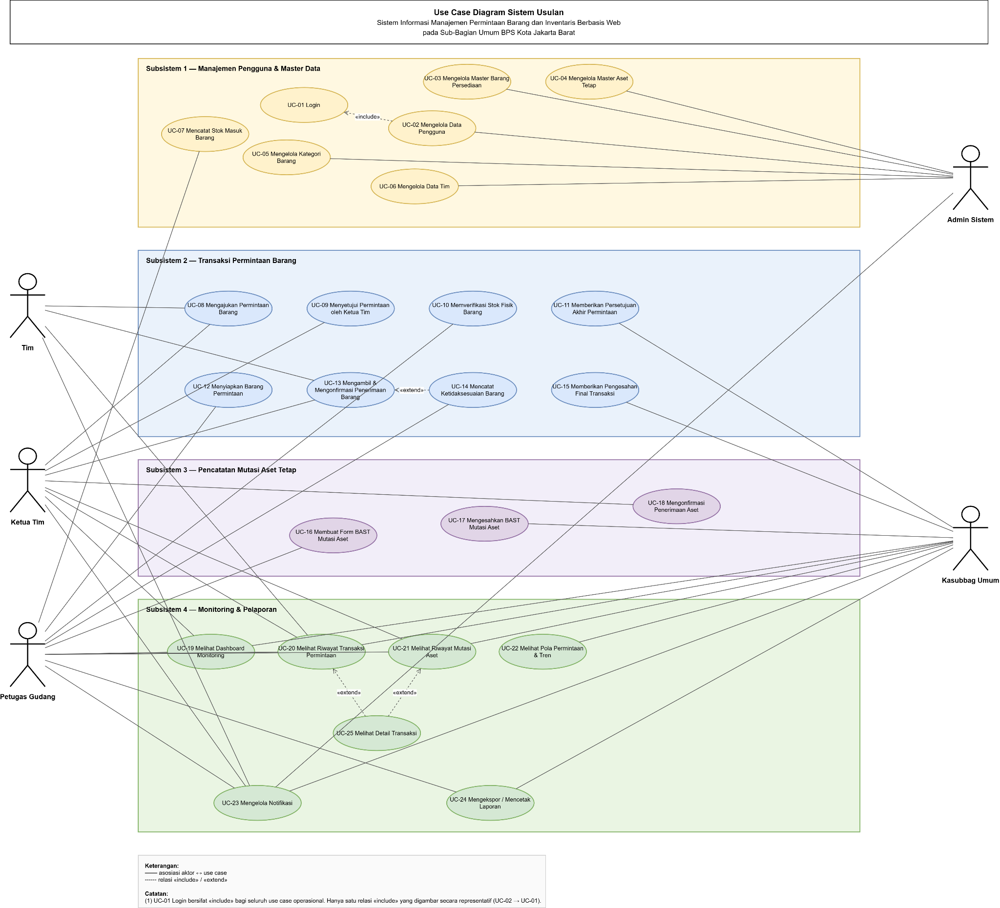 Use Case Diagram Sistem Usulan
Sistem Informasi Manajemen Permintaan Barang dan Inventaris Berbasis Web
pada Sub-Bagian Umum BPS Kota Jakarta Barat
Subsistem 1 — Manajemen Pengguna & Master Data
UC-03 Mengelola Master Barang
Persediaan
UC-04 Mengelola Master Aset
Tetap
UC-01 Login
«include»
UC-02 Mengelola Data
Pengguna
UC-07 Mencatat Stok Masuk
Barang
UC-05 Mengelola Kategori
Barang
UC-06 Mengelola Data Tim
Admin Sistem
Subsistem 2 — Transaksi Permintaan Barang
UC-08 Mengajukan Permintaan
Barang
UC-09 Menyetujui Permintaan
oleh Ketua Tim
UC-10 Memverifikasi Stok Fisik
Barang
UC-11 Memberikan Persetujuan
Akhir Permintaan
Tim
UC-12 Menyiapkan Barang
Permintaan
UC-13 Mengambil &
Mengonfirmasi Penerimaan
Barang
«extend»
UC-14 Mencatat
Ketidaksesuaian Barang
UC-15 Memberikan Pengesahan
Final Transaksi
Subsistem 3 — Pencatatan Mutasi Aset Tetap
UC-18 Mengonfirmasi
Penerimaan Aset
UC-17 Mengesahkan BAST
Mutasi Aset
UC-16 Membuat Form BAST
Mutasi Aset
Ketua Tim
Kasubbag Umum
Subsistem 4 — Monitoring & Pelaporan
UC-19 Melihat Dashboard
Monitoring
UC-20 Melihat Riwayat Transaksi
Permintaan
UC-21 Melihat Riwayat Mutasi
Aset
UC-22 Melihat Pola Permintaan
& Tren
Petugas Gudang
«extend»
«extend»
UC-25 Melihat Detail Transaksi
UC-23 Mengelola Notifikasi
UC-24 Mengekspor / Mencetak
Laporan
Keterangan:
—— asosiasi aktor ↔ use case
------ relasi «include» / «extend»
Catatan:
(1) UC-01 Login bersifat «include» bagi seluruh use case operasional. Hanya satu relasi «include» yang digambar secara representatif (UC-02 → UC-01).